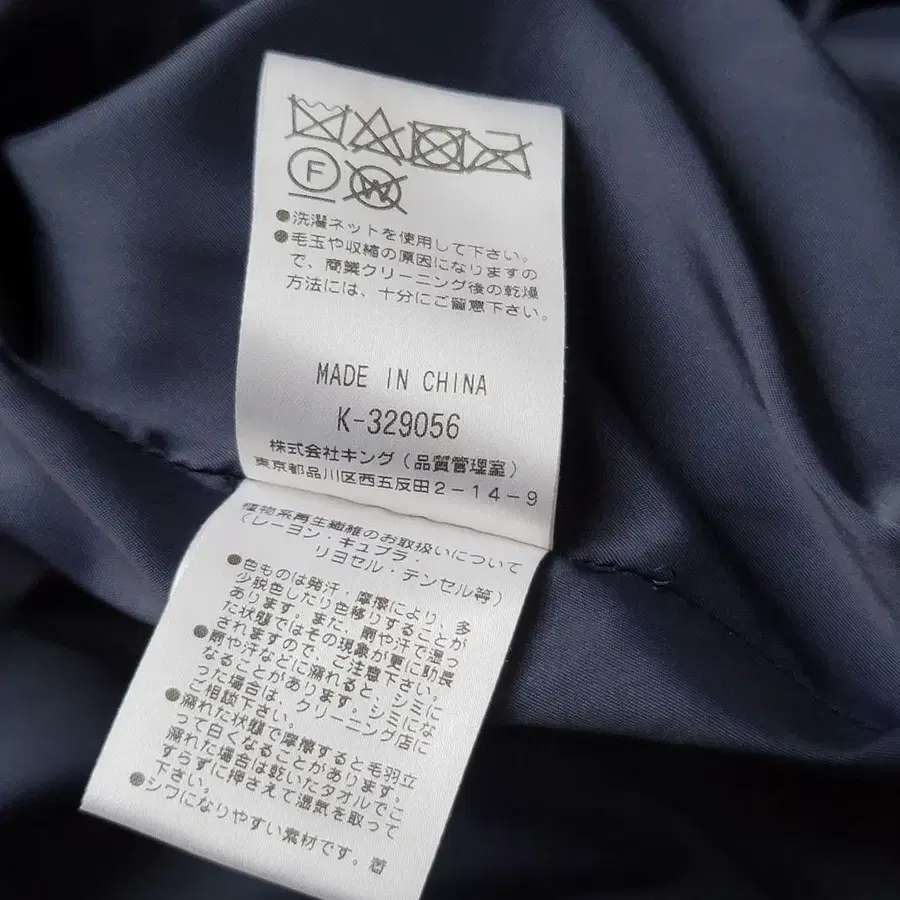 F
W
●洗濯ネットを使用して下さい。
●毛玉や収縮の原因になりますの
で、商業クリーニング後の乾燥
方法には、十分にご留意下さい。
MADE IN CHINA
K-329056
株式会社キング(品質管理室)
東京都品川区西五反田2-14-9
植物系再生繊維のお取扱いについて
(レーヨン・キュプラ・
リヨセル・テンセル等)
●色ものは発汗・摩擦により、多
少脱色したり色移りすることが
あります。また、雨や汗で湿っ
た状態ではその現象が更に助長
されますので、ご注意下さい。
●雨や汗などに濡れると、シミに
なることがあります。シミにな
った場合は、クリーニング店に
ご相談下さい。
●濡れた状態で摩擦すると毛羽立
って白くなることがあります。
濡れた場合は乾いたタオルでこ
すらずに押さえて湿気を取って
下さい。
●シワになりやすい素材です。着